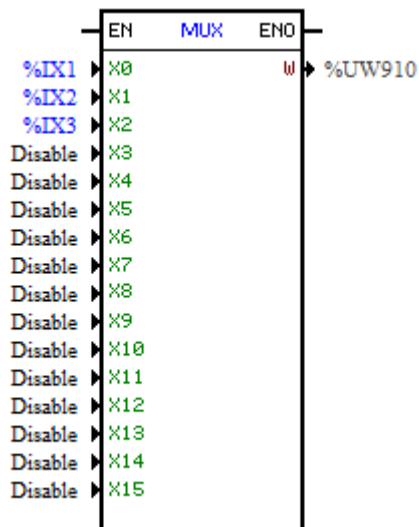 EN MUX ENO
%IX1 X0 W %UW910
%IX2 X1
%IX3 X2
Disable X3
Disable X4
Disable X5
Disable X6
Disable X7
Disable X8
Disable X9
Disable X10
Disable X11
Disable X12
Disable X13
Disable X14
Disable X15